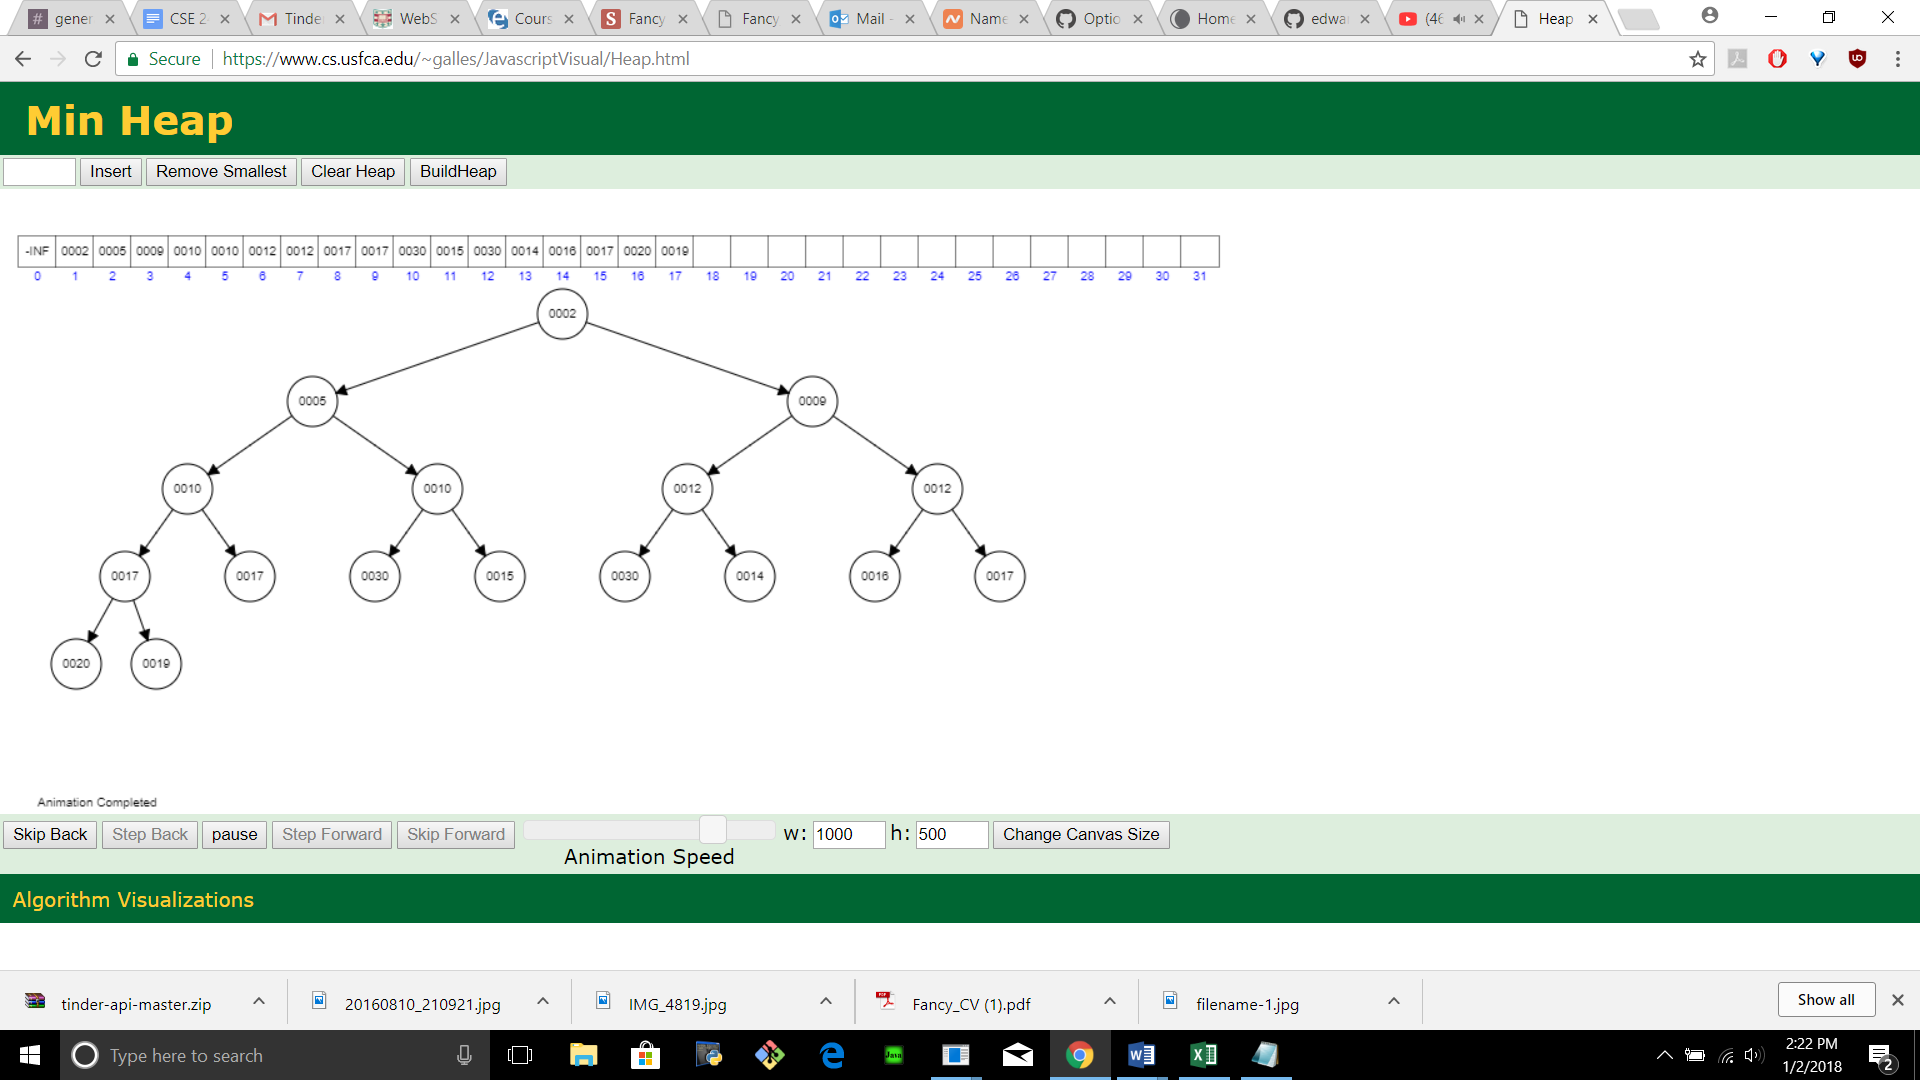 gener CSE 2 Tinde WebS Cours Fancy Fancy Mail - Name Optio Home edwar (46 Heap
Secure https://www.cs.usfca.edu/~galles/JavascriptVisual/Heap.html
Min Heap
Insert Remove Smallest Clear Heap BuildHeap
-INF 0002 0005 0009 0010 0010 0012 0012 0017 0017 0030 0015 0030 0014 0016 0017 0020 0019
0 1 2 3 4 5 6 7 8 9 10 11 12 13 14 15 16 17 18 19 20 21 22 23 24 25 26 27 28 29 30 31
0002
0005 0009
0010 0010 0012 0012
0017 0017 0030 0015 0030 0014 0016 0017
0020 0019
Animation Completed
Skip Back Step Back pause Step Forward Skip Forward w: 1000 h: 500 Change Canvas Size
Animation Speed
Algorithm Visualizations
tinder-api-master.zip 20160810_210921.jpg IMG_4819.jpg Fancy_CV (1).pdf filename-1.jpg Show all
Type here to search
2:22 PM
1/2/2018
2